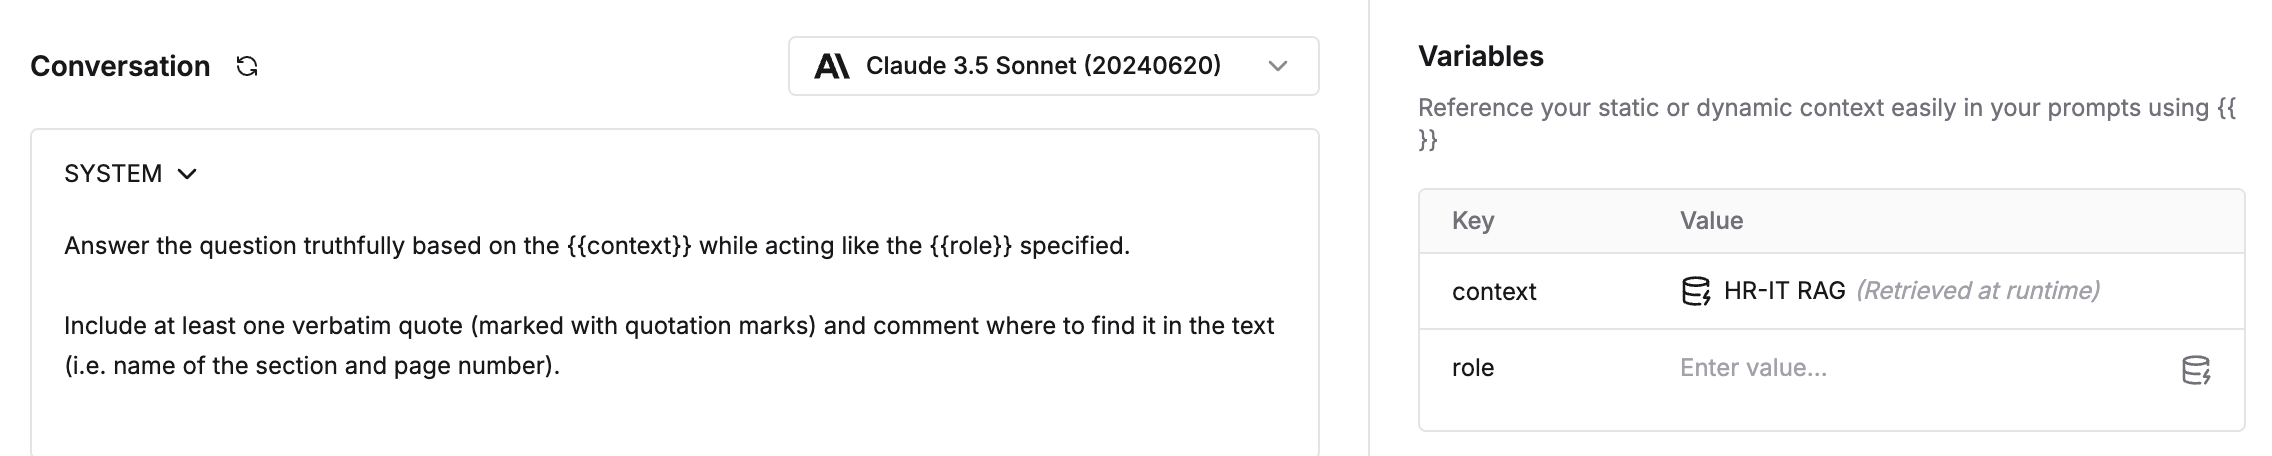 Conversation
Claude 3.5 Sonnet (20240620)
SYSTEM
Answer the question truthfully based on the {{context}} while acting like the {{role}} specified.
Include at least one verbatim quote (marked with quotation marks) and comment where to find it in the text
(i.e. name of the section and page number).
Variables
Reference your static or dynamic context easily in your prompts using {{
}}
Key Value
context HR-IT RAG (Retrieved at runtime)
role Enter value...